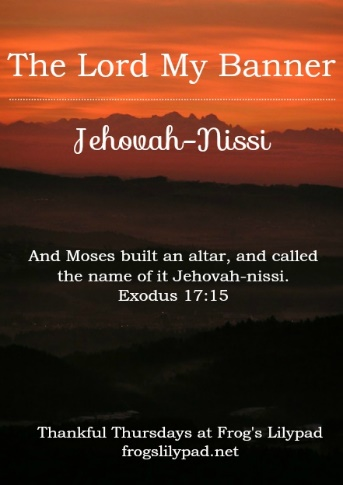 The Lord My Banner
Jehovah-Nissi
And Moses built an altar, and called
the name of it Jehovah-nissi.
Exodus 17:15
Thankful Thursdays at Frog's Lilypad
frogslilypad.net